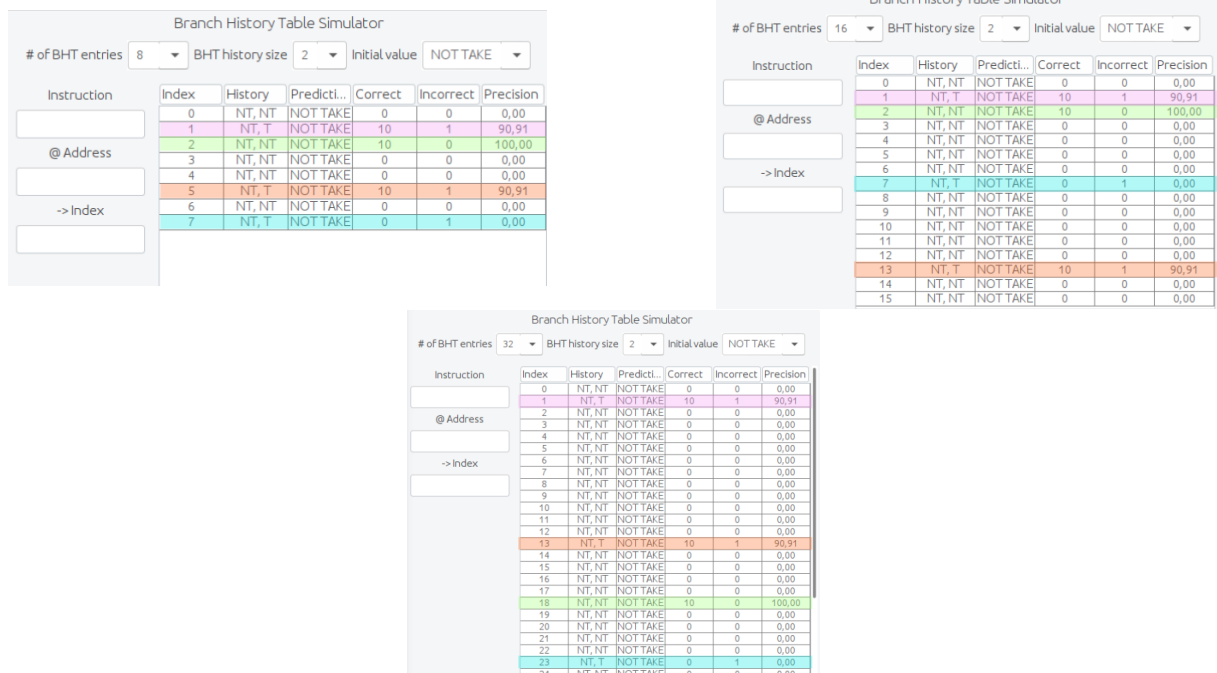 Branch History Table Simulator
# of BHT entries 8 BHT history size 2 Initial value NOT TAKE
Instruction
@ Address
-> Index
Index History Predicti... Correct Incorrect Precision
0 NT, NT NOT TAKE 0 0 0,00
1 NT, T NOT TAKE 10 1 90,91
2 NT, NT NOT TAKE 10 0 100,00
3 NT, NT NOT TAKE 0 0 0,00
4 NT, NT NOT TAKE 0 0 0,00
5 NT, T NOT TAKE 10 1 90,91
6 NT, NT NOT TAKE 0 0 0,00
7 NT, T NOT TAKE 0 1 0,00
Branch History Table Simulator
# of BHT entries 16 BHT history size 2 Initial value NOT TAKE
Instruction
@ Address
-> Index
Index History Predicti... Correct Incorrect Precision
0 NT, NT NOT TAKE 0 0 0,00
1 NT, T NOT TAKE 10 1 90,91
2 NT, NT NOT TAKE 10 0 100,00
3 NT, NT NOT TAKE 0 0 0,00
4 NT, NT NOT TAKE 0 0 0,00
5 NT, NT NOT TAKE 0 0 0,00
6 NT, NT NOT TAKE 0 0 0,00
7 NT, T NOT TAKE 0 1 0,00
8 NT, NT NOT TAKE 0 0 0,00
9 NT, NT NOT TAKE 0 0 0,00
10 NT, NT NOT TAKE 0 0 0,00
11 NT, NT NOT TAKE 0 0 0,00
12 NT, NT NOT TAKE 0 0 0,00
13 NT, T NOT TAKE 10 1 90,91
14 NT, NT NOT TAKE 0 0 0,00
15 NT, NT NOT TAKE 0 0 0,00
Branch History Table Simulator
# of BHT entries 32 BHT history size 2 Initial value NOT TAKE
Instruction
@ Address
-> Index
Index History Predicti... Correct Incorrect Precision
0 NT, NT NOT TAKE 0 0 0,00
1 NT, T NOT TAKE 10 1 90,91
2 NT, NT NOT TAKE 0 0 0,00
3 NT, NT NOT TAKE 0 0 0,00
4 NT, NT NOT TAKE 0 0 0,00
5 NT, NT NOT TAKE 0 0 0,00
6 NT, NT NOT TAKE 0 0 0,00
7 NT, NT NOT TAKE 0 0 0,00
8 NT, NT NOT TAKE 0 0 0,00
9 NT, NT NOT TAKE 0 0 0,00
10 NT, NT NOT TAKE 0 0 0,00
11 NT, NT NOT TAKE 0 0 0,00
12 NT, NT NOT TAKE 0 0 0,00
13 NT, T NOT TAKE 10 1 90,91
14 NT, NT NOT TAKE 0 0 0,00
15 NT, NT NOT TAKE 0 0 0,00
16 NT, NT NOT TAKE 0 0 0,00
17 NT, NT NOT TAKE 0 0 0,00
18 NT, NT NOT TAKE 10 0 100,00
19 NT, NT NOT TAKE 0 0 0,00
20 NT, NT NOT TAKE 0 0 0,00
21 NT, NT NOT TAKE 0 0 0,00
22 NT, NT NOT TAKE 0 0 0,00
23 NT, T NOT TAKE 0 1 0,00